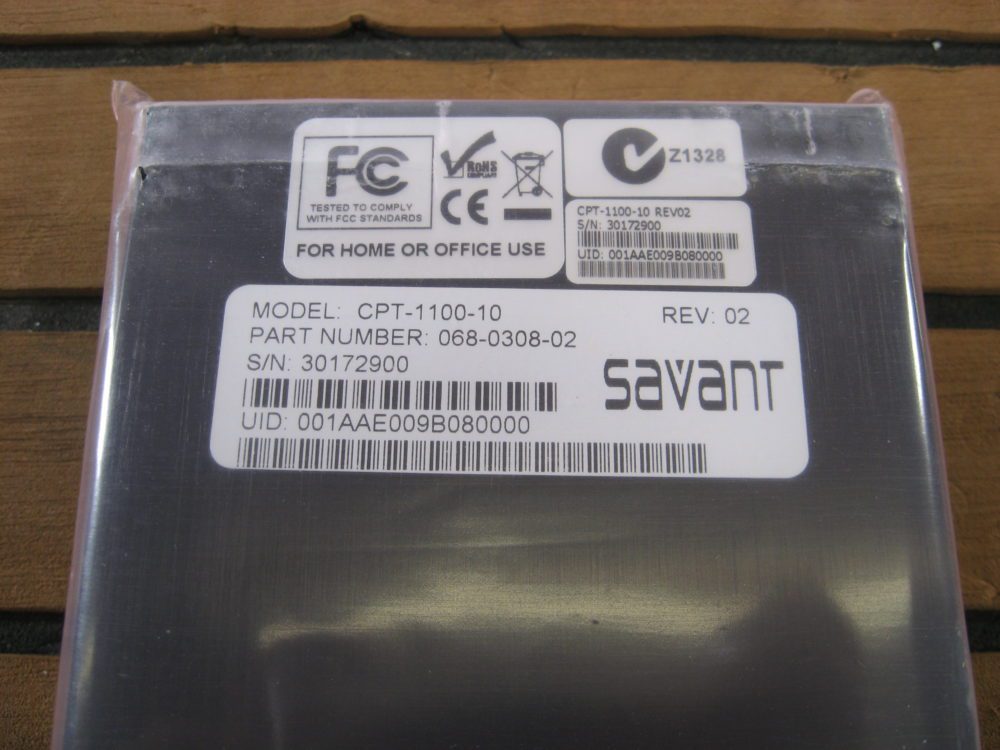 FC
TESTED TO COMPLY
WITH FCC STANDARDS
RoHS
COMPLIANT
CE
FOR HOME OR OFFICE USE
Z1328
CPT-1100-10 REV02
S/N: 30172900
UID: 001AAE009B080000
MODEL: CPT-1100-10
REV: 02
PART NUMBER: 068-0308-02
S/N: 30172900
UID: 001AAE009B080000
savant